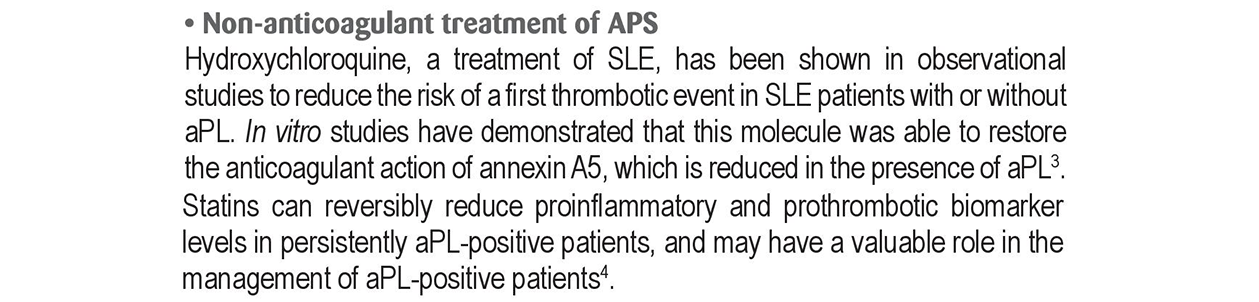 • Non-anticoagulant treatment of APS
Hydroxychloroquine, a treatment of SLE, has been shown in observational
studies to reduce the risk of a first thrombotic event in SLE patients with or without
aPL. In vitro studies have demonstrated that this molecule was able to restore
the anticoagulant action of annexin A5, which is reduced in the presence of aPL³.
Statins can reversibly reduce proinflammatory and prothrombotic biomarker
levels in persistently aPL-positive patients, and may have a valuable role in the
management of aPL-positive patients⁴.